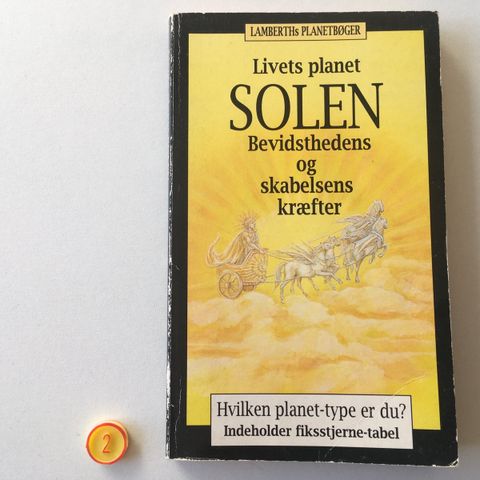 LAMBERTHs PLANETBØGER
Livets planet
SOLEN
Bevidsthedens
og
skabelsens
kræfter
Hvilken planet-type er du?
Indeholder fiksstjerne-tabel
2